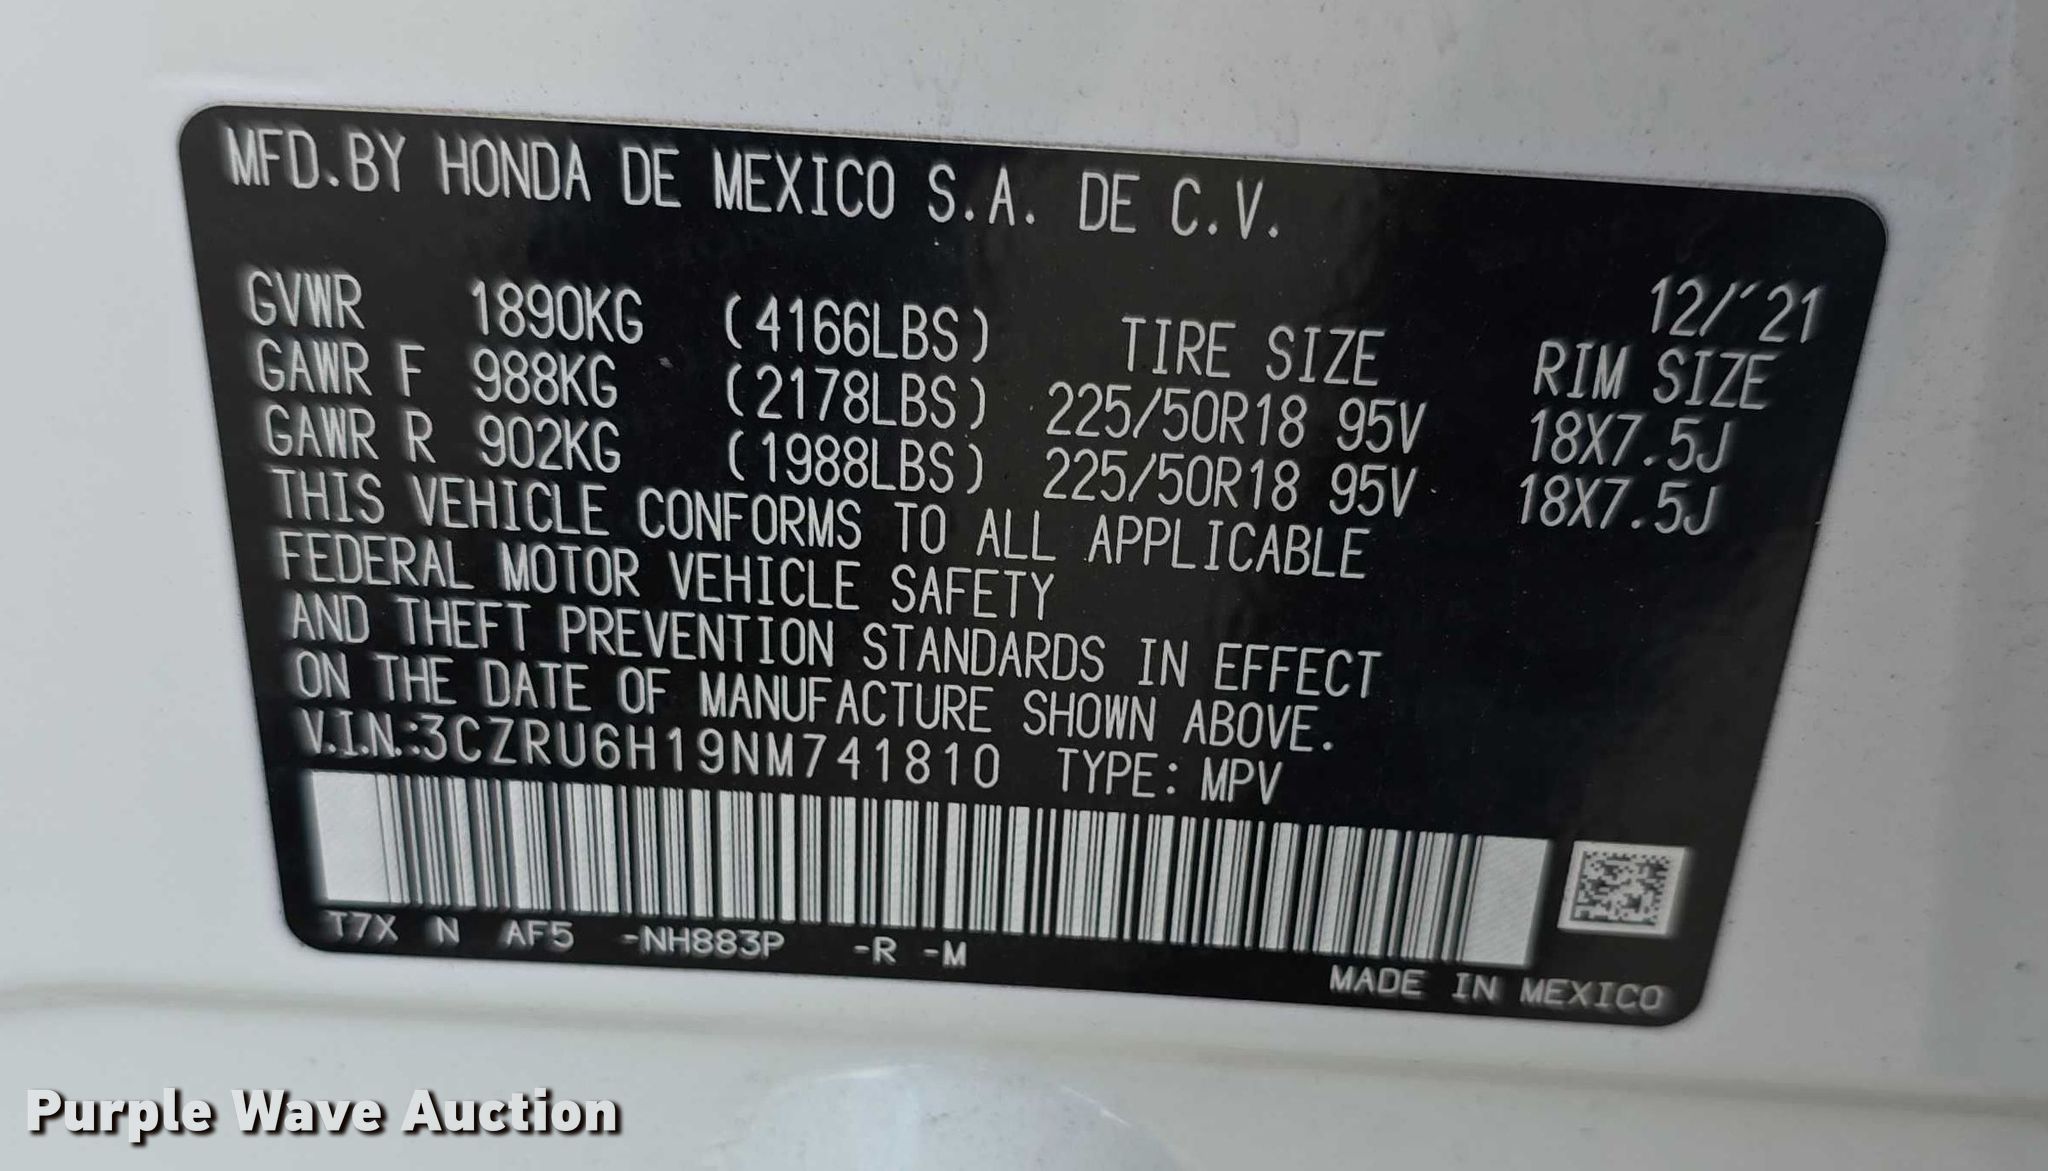 MFD.BY HONDA DE MEXICO S.A. DE C.V.
12/'21
GVWR 1890KG (4166LBS) TIRE SIZE RIM SIZE
GAWR F 988KG (2178LBS) 225/50R18 95V 18X7.5J
GAWR R 902KG (1988LBS) 225/50R18 95V 18X7.5J
THIS VEHICLE CONFORMS TO ALL APPLICABLE
FEDERAL MOTOR VEHICLE SAFETY
AND THEFT PREVENTION STANDARDS IN EFFECT
ON THE DATE OF MANUFACTURE SHOWN ABOVE.
V.I.N.:3CZRU6H19NM741810 TYPE: MPV
T7X N AF5 -NH883P -R -M
MADE IN MEXICO
Purple Wave Auction